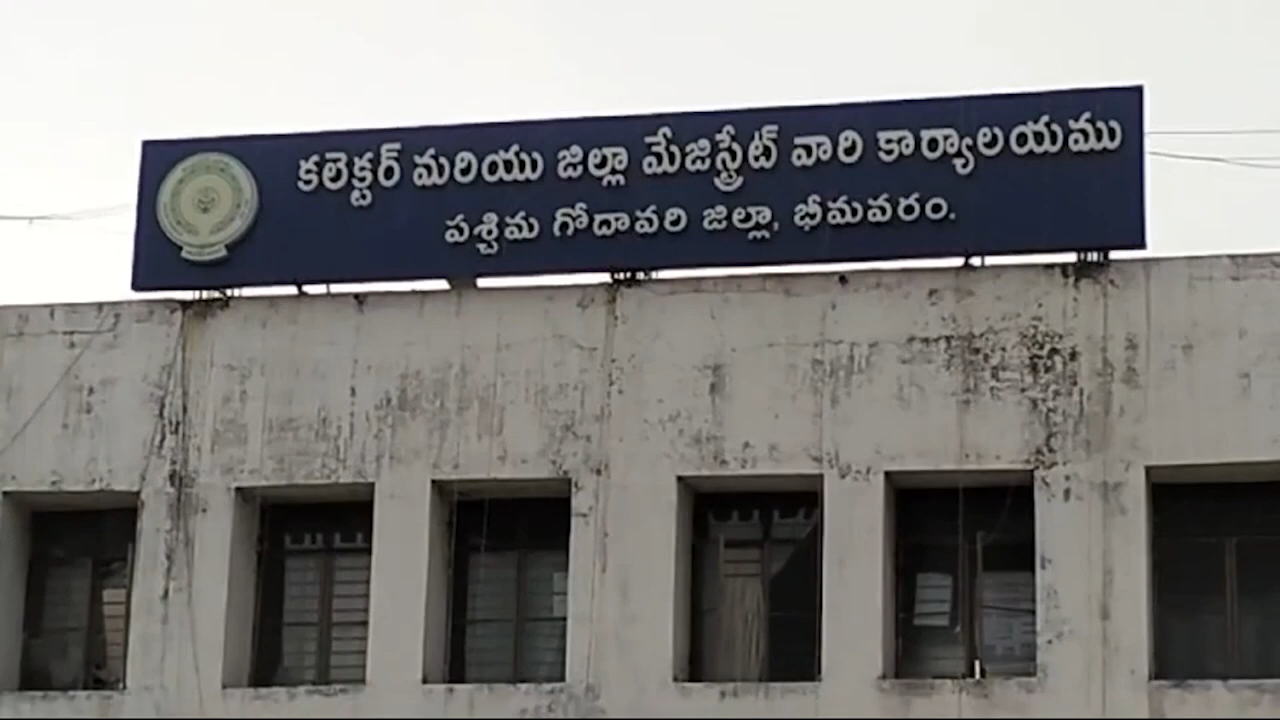 కలెక్టర్ మరియు జిల్లా మేజిస్ట్రేట్ వారి కార్యాలయము
పశ్చిమ గోదావరి జిల్లా, భీమవరం.